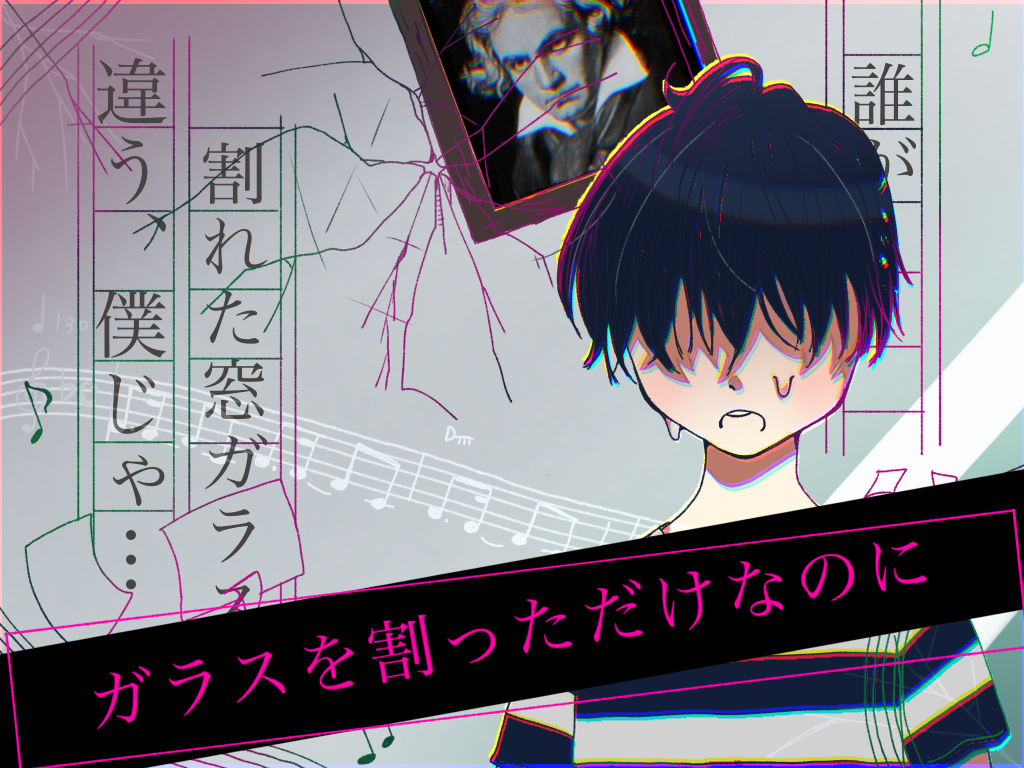 誰が
割れた窓ガラス
違う、僕じゃ…
ガラスを割っただけなのに